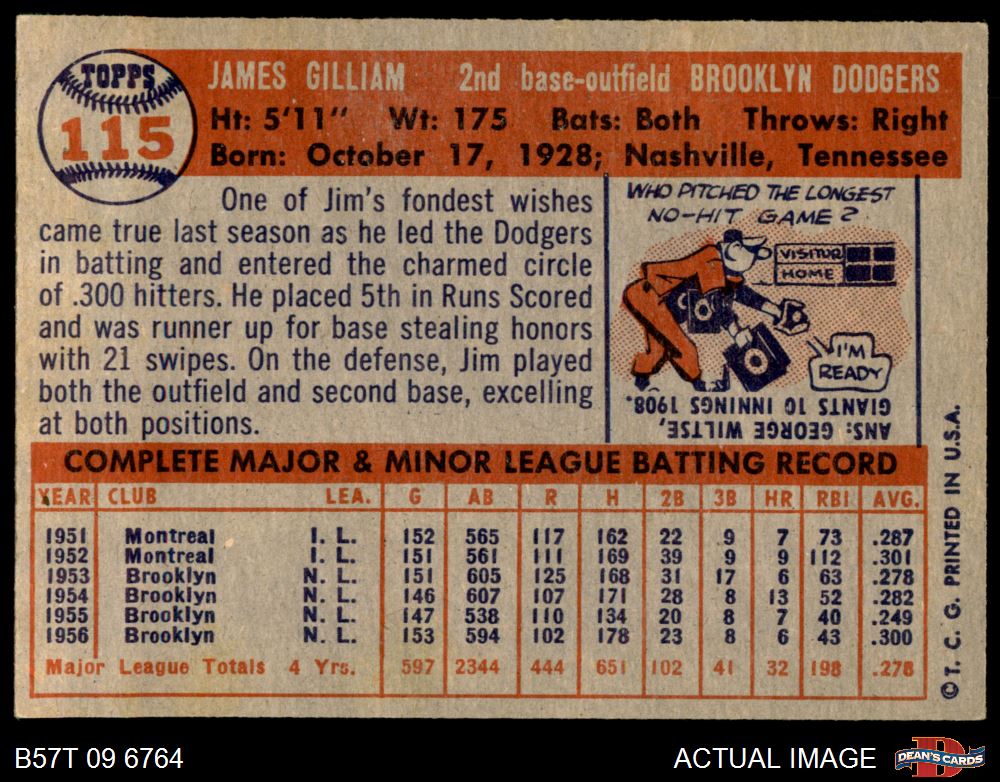 TOPPS
115
JAMES GILLIAM 2nd base-outfield BROOKLYN DODGERS
Ht: 5'11" Wt: 175 Bats: Both Throws: Right
Born: October 17, 1928; Nashville, Tennessee
One of Jim's fondest wishes
came true last season as he led the Dodgers
in batting and entered the charmed circle
of .300 hitters. He placed 5th in Runs Scored
and was runner up for base stealing honors
with 21 swipes. On the defense, Jim played
both the outfield and second base, excelling
at both positions.
WHO PITCHED THE LONGEST
NO-HIT GAME?
VISITOR
HOME
I'M
READY
ANS: GEORGE WILTSE,
GIANTS 10 INNINGS 1908.
COMPLETE MAJOR & MINOR LEAGUE BATTING RECORD
YEAR CLUB LEA. G AB R H 2B 3B HR RBI AVG.
1951 Montreal I. L. 152 565 117 162 22 9 7 73 .287
1952 Montreal I. L. 151 561 111 169 39 9 9 112 .301
1953 Brooklyn N. L. 151 605 125 168 31 17 6 63 .278
1954 Brooklyn N. L. 146 607 107 171 28 8 13 52 .282
1955 Brooklyn N. L. 147 538 110 134 20 8 7 40 .249
1956 Brooklyn N. L. 153 594 102 178 23 8 6 43 .300
Major League Totals 4 Yrs. 597 2344 444 651 102 41 32 198 .278
©T. C. G. PRINTED IN U.S.A.
B57T 09 6764
ACTUAL IMAGE
DEAN'S CARDS